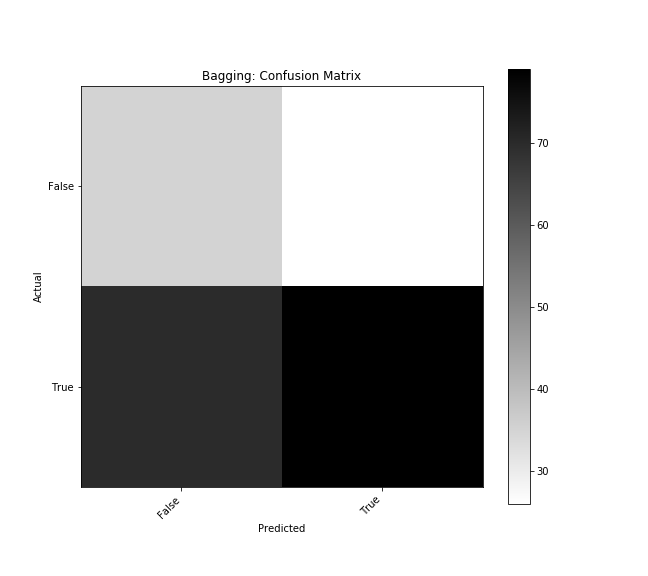 Bagging: Confusion Matrix
False
True
Actual
False
True
Predicted
70
60
50
40
30